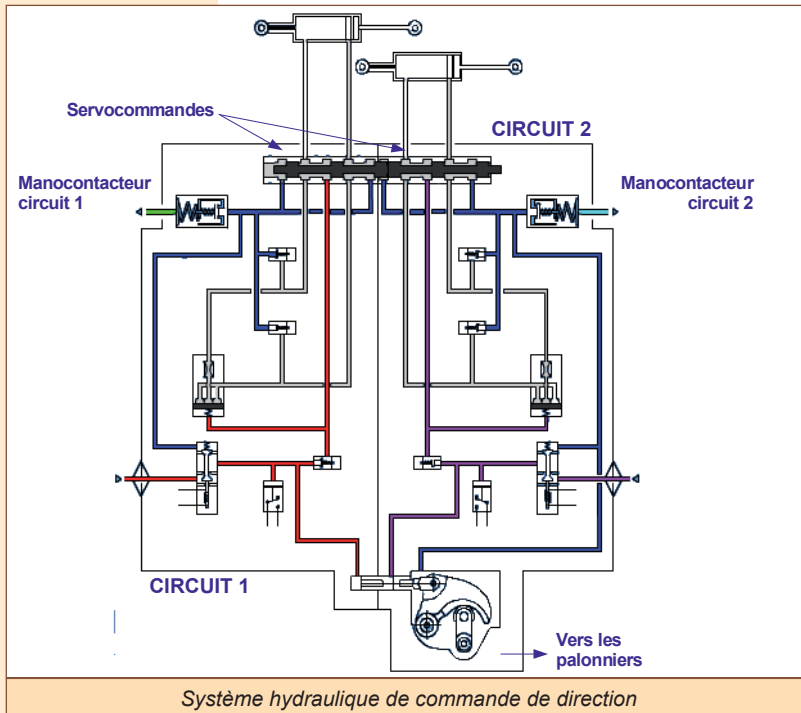 Servocommandes
CIRCUIT 2
Manocontacteur
circuit 1
Manocontacteur
circuit 2
CIRCUIT 1
Vers les
palonniers
Système hydraulique de commande de direction